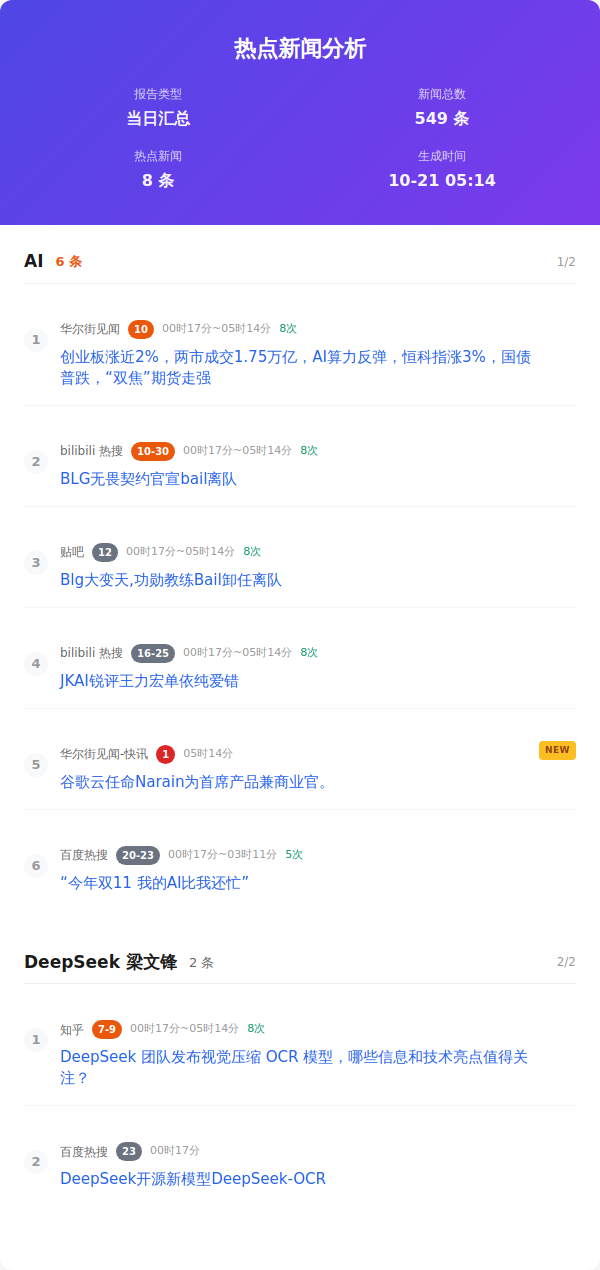 热点新闻分析
报告类型
新闻总数
当日汇总
549 条
热点新闻
生成时间
8 条
10-21 05:14
AI 6 条 1/2
1 华尔街见闻 10 00时17分~05时14分 8次
创业板涨近2%，两市成交1.75万亿，AI算力反弹，恒科指涨3%，国债
普跌，“双焦”期货走强
2 bilibili 热搜 10-30 00时17分~05时14分 8次
BLG无畏契约官宣bail离队
3 贴吧 12 00时17分~05时14分 8次
Blg大变天,功勋教练Bail卸任离队
4 bilibili 热搜 16-25 00时17分~05时14分 8次
JKAI锐评王力宏单依纯爱错
5 华尔街见闻-快讯 1 05时14分 NEW
谷歌云任命Narain为首席产品兼商业官。
6 百度热搜 20-23 00时17分~03时11分 5次
“今年双11 我的AI比我还忙”
DeepSeek 梁文锋 2 条 2/2
1 知乎 7-9 00时17分~05时14分 8次
DeepSeek 团队发布视觉压缩 OCR 模型，哪些信息和技术亮点值得关
注？
2 百度热搜 23 00时17分
DeepSeek开源新模型DeepSeek-OCR